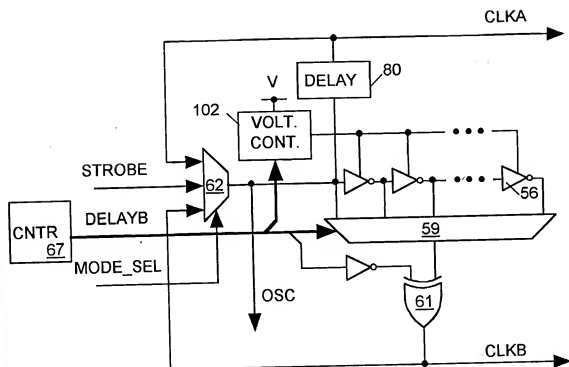 CLKA
DELAY
80
V
102
VOLT.
CONT.
STROBE
62
56
CNTR
67
DELAYB
59
MODE_SEL
OSC
61
CLKB